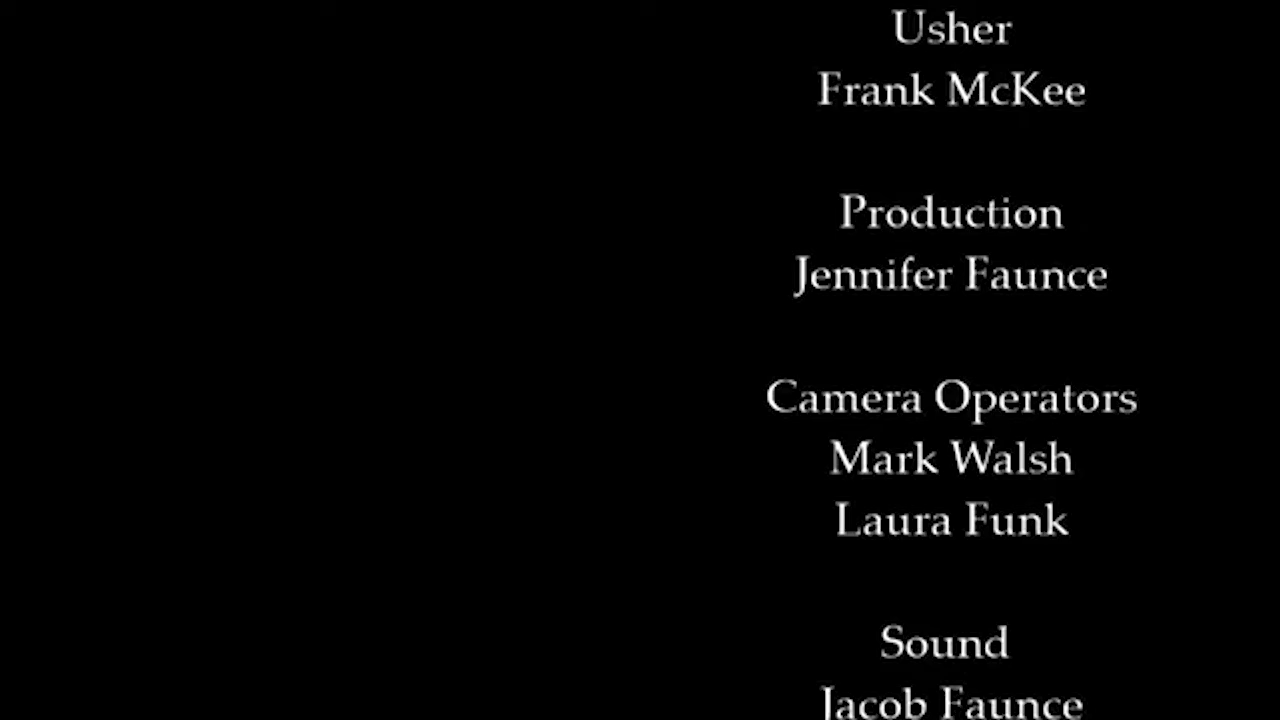 Usher
Frank McKee
Production
Jennifer Faunce
Camera Operators
Mark Walsh
Laura Funk
Sound
Jacob Faunce